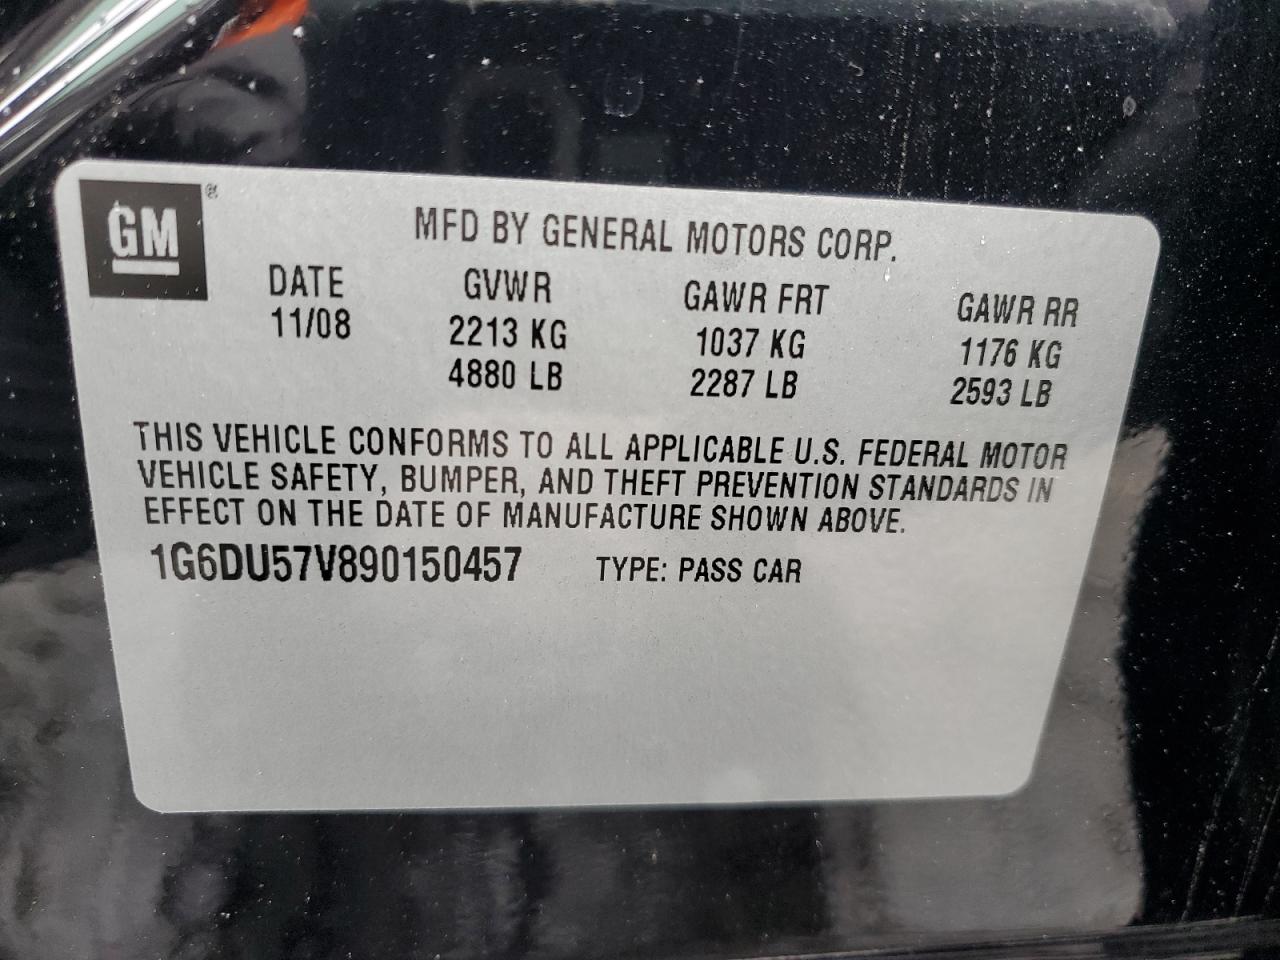 GM ®
MFD BY GENERAL MOTORS CORP.
DATE GVWR GAWR FRT GAWR RR
11/08 2213 KG 1037 KG 1176 KG
4880 LB 2287 LB 2593 LB
THIS VEHICLE CONFORMS TO ALL APPLICABLE U.S. FEDERAL MOTOR
VEHICLE SAFETY, BUMPER, AND THEFT PREVENTION STANDARDS IN
EFFECT ON THE DATE OF MANUFACTURE SHOWN ABOVE.
1G6DU57V890150457 TYPE: PASS CAR